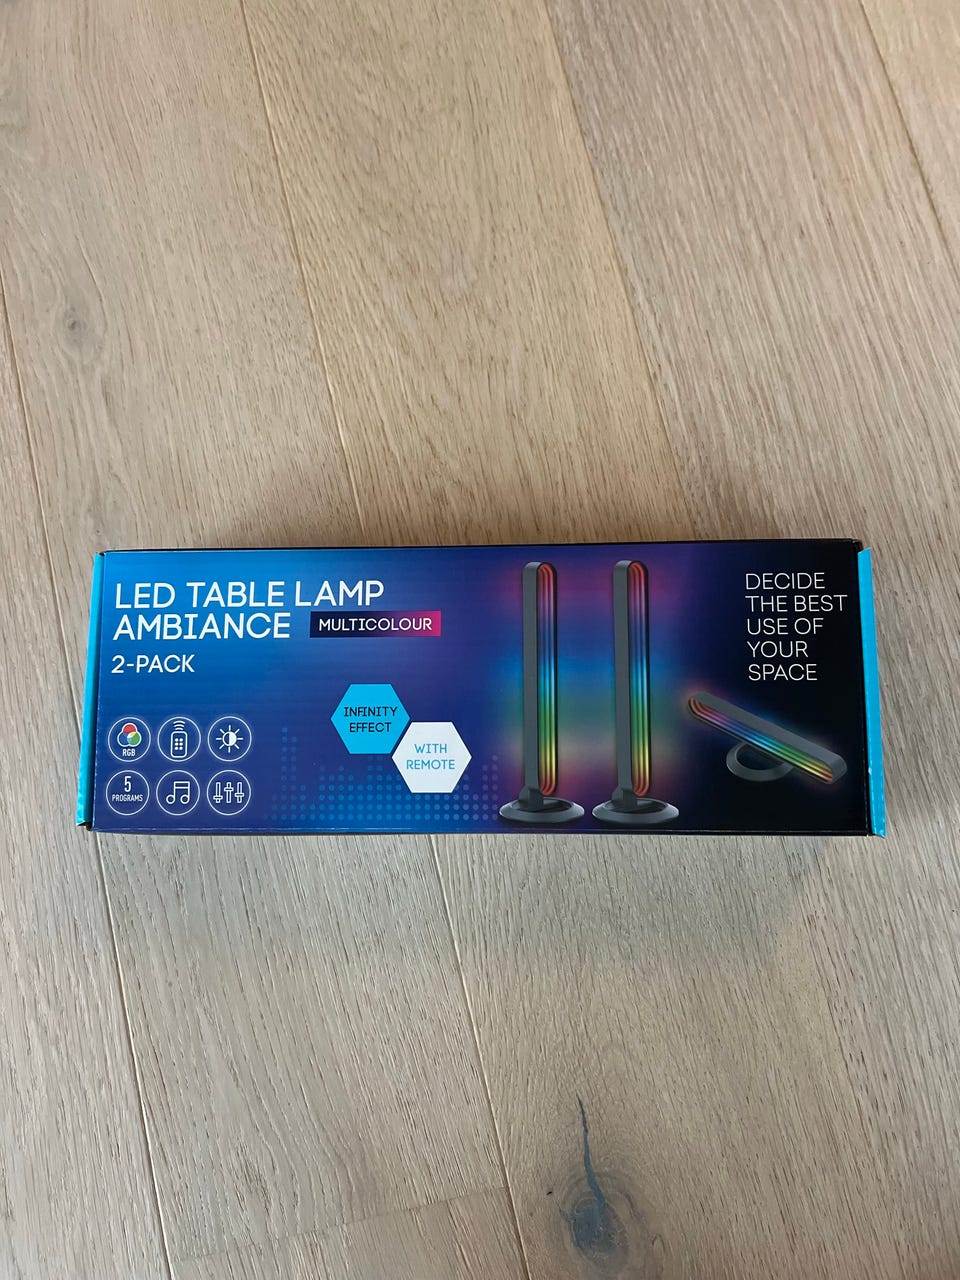 LED TABLE LAMP
AMBIANCE MULTICOLOUR
2-PACK
INFINITY
EFFECT
WITH
REMOTE
RGB
5
PROGRAMS
DECIDE
THE BEST
USE OF
YOUR
SPACE